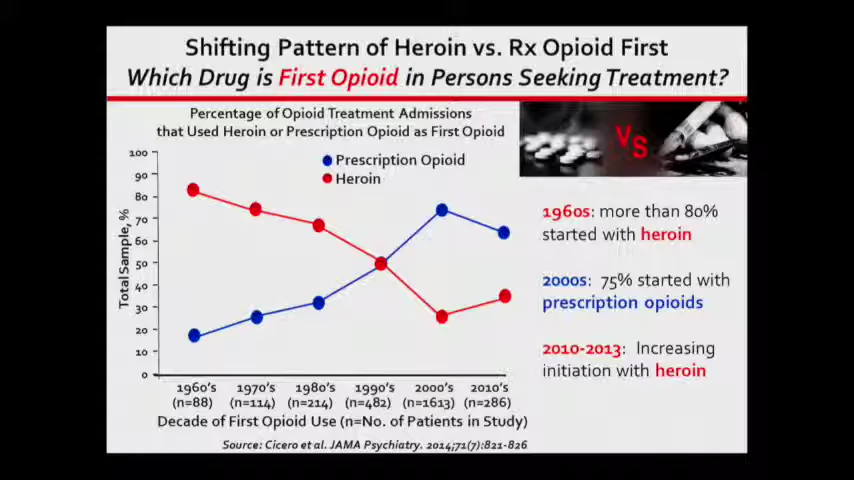 Shifting Pattern of Heroin vs. Rx Opioid First
Which Drug is First Opioid in Persons Seeking Treatment?
Percentage of Opioid Treatment Admissions
that Used Heroin or Prescription Opioid as First Opioid
VS
Prescription Opioid
Heroin
Total Sample, %
100
90
80
70
60
50
40
30
20
10
0
1960's 1970's 1980's 1990's 2000's 2010's
(n=88) (n=114) (n=214) (n=482) (n=1613) (n=286)
Decade of First Opioid Use (n=No. of Patients in Study)
1960s: more than 80%
started with heroin
2000s: 75% started with
prescription opioids
2010-2013: Increasing
initiation with heroin
Source: Cicero et al. JAMA Psychiatry. 2014;71(7):821-826